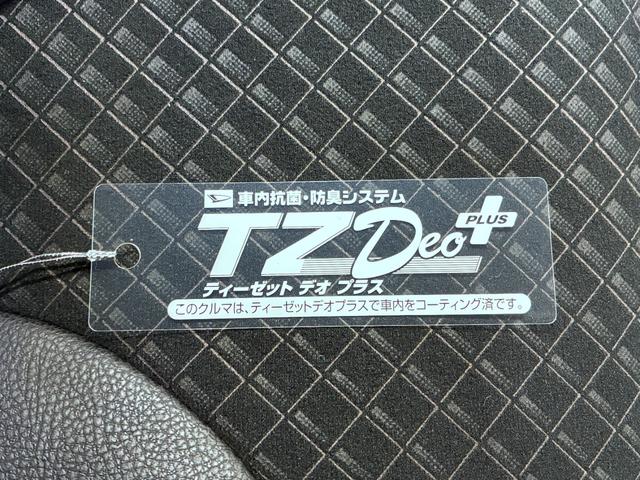 車内抗菌・防臭システム
TZ Deo PLUS
ティーゼット デオ プラス
このクルマは、ティーゼットデオプラスで車内をコーティング済です。